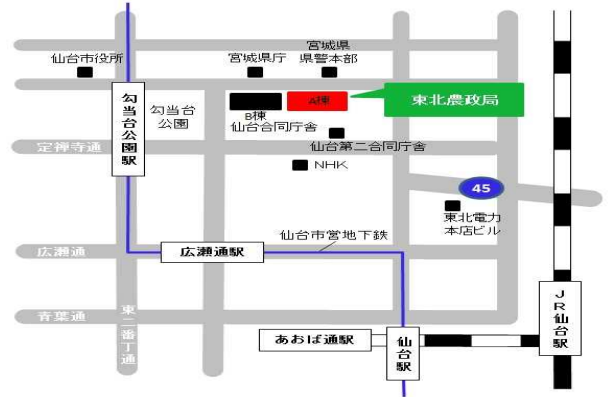 宮城県
仙台市役所
宮城県庁
県警本部
勾当台公園駅
勾当台
公園
A棟
東北農政局
B棟
仙台合同庁舎
仙台第二合同庁舎
定禅寺通
NHK
45
東北電力
本店ビル
仙台市営地下鉄
広瀬通
広瀬通駅
青葉通
東二番丁通
あおば通駅
仙台駅
JR仙台駅